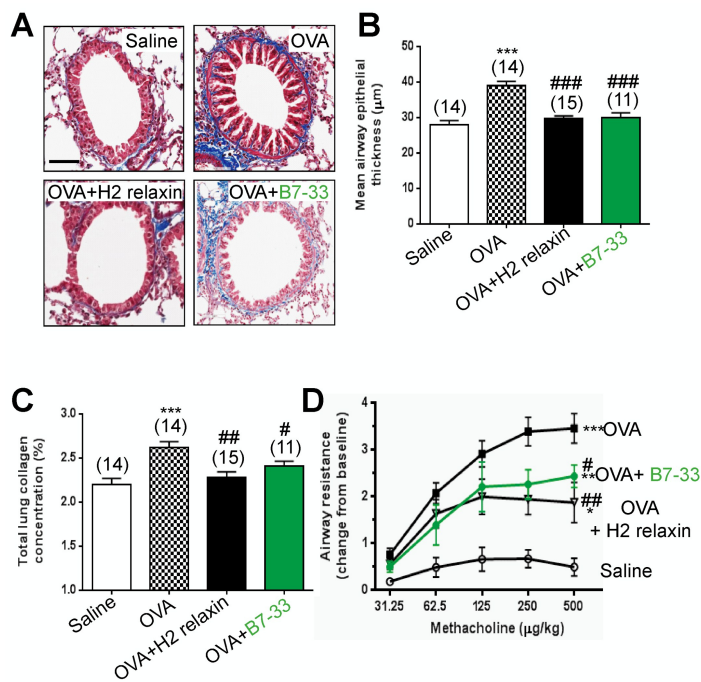 A
Saline
OVA
OVA+H2 relaxin
OVA+B7-33
B
Mean airway epithelial
thickness (μm)
50
40
30
20
10
0
(14)
***
(14)
###
(15)
###
(11)
Saline
OVA
OVA+H2 relaxin
OVA+B7-33
C
Total lung collagen
concentration (%)
3.0
2.5
2.0
1.5
1.0
(14)
***
(14)
##
(15)
#
(11)
Saline
OVA
OVA+H2 relaxin
OVA+B7-33
D
Airway resistance
(change from baseline)
4
3
2
1
0
***OVA
#
**OVA+ B7-33
##
* OVA
+ H2 relaxin
Saline
31.25 62.5 125 250 500
Methacholine (μg/kg)